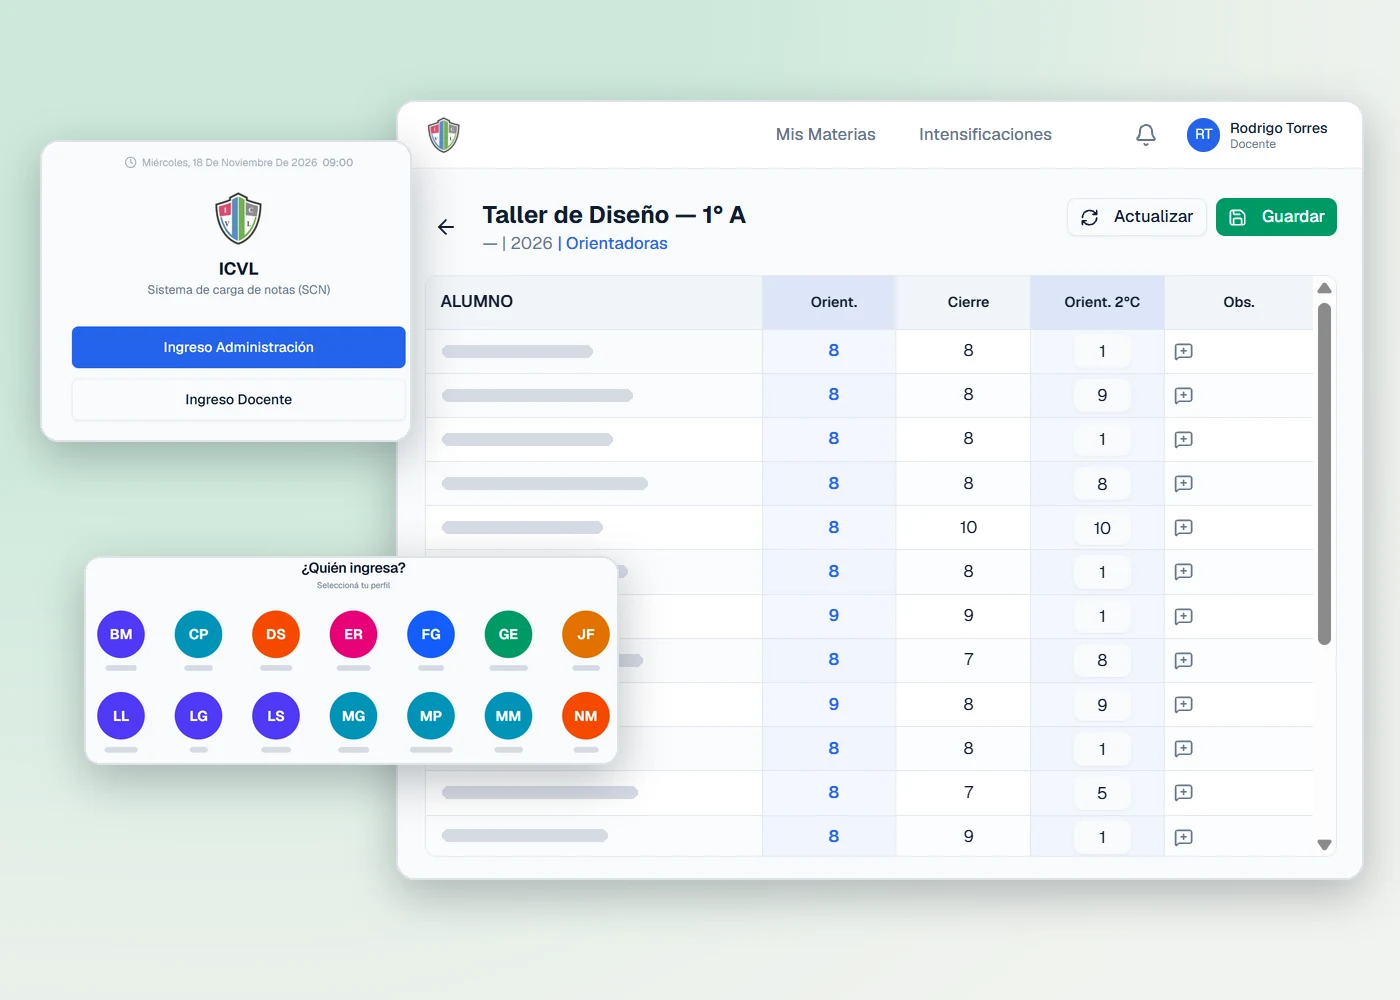 Miércoles, 18 De Noviembre De 2026 09:00
I C
V L
ICVL
Sistema de carga de notas (SCN)
Ingreso Administración
Ingreso Docente
Mis Materias Intensificaciones
RT Rodrigo Torres
Docente
Taller de Diseño — 1° A
— | 2026 | Orientadoras
Actualizar
Guardar
ALUMNO Orient. Cierre Orient. 2°C Obs.
8 8 1
8 8 9
8 8 1
8 8 8
8 10 10
8 8 1
9 9 1
8 7 8
9 8 9
8 8 1
8 7 5
8 9 1
¿Quién ingresa?
Seleccioná tu perfil
BM CP DS ER FG GE JF
LL LG LS MG MP MM NM